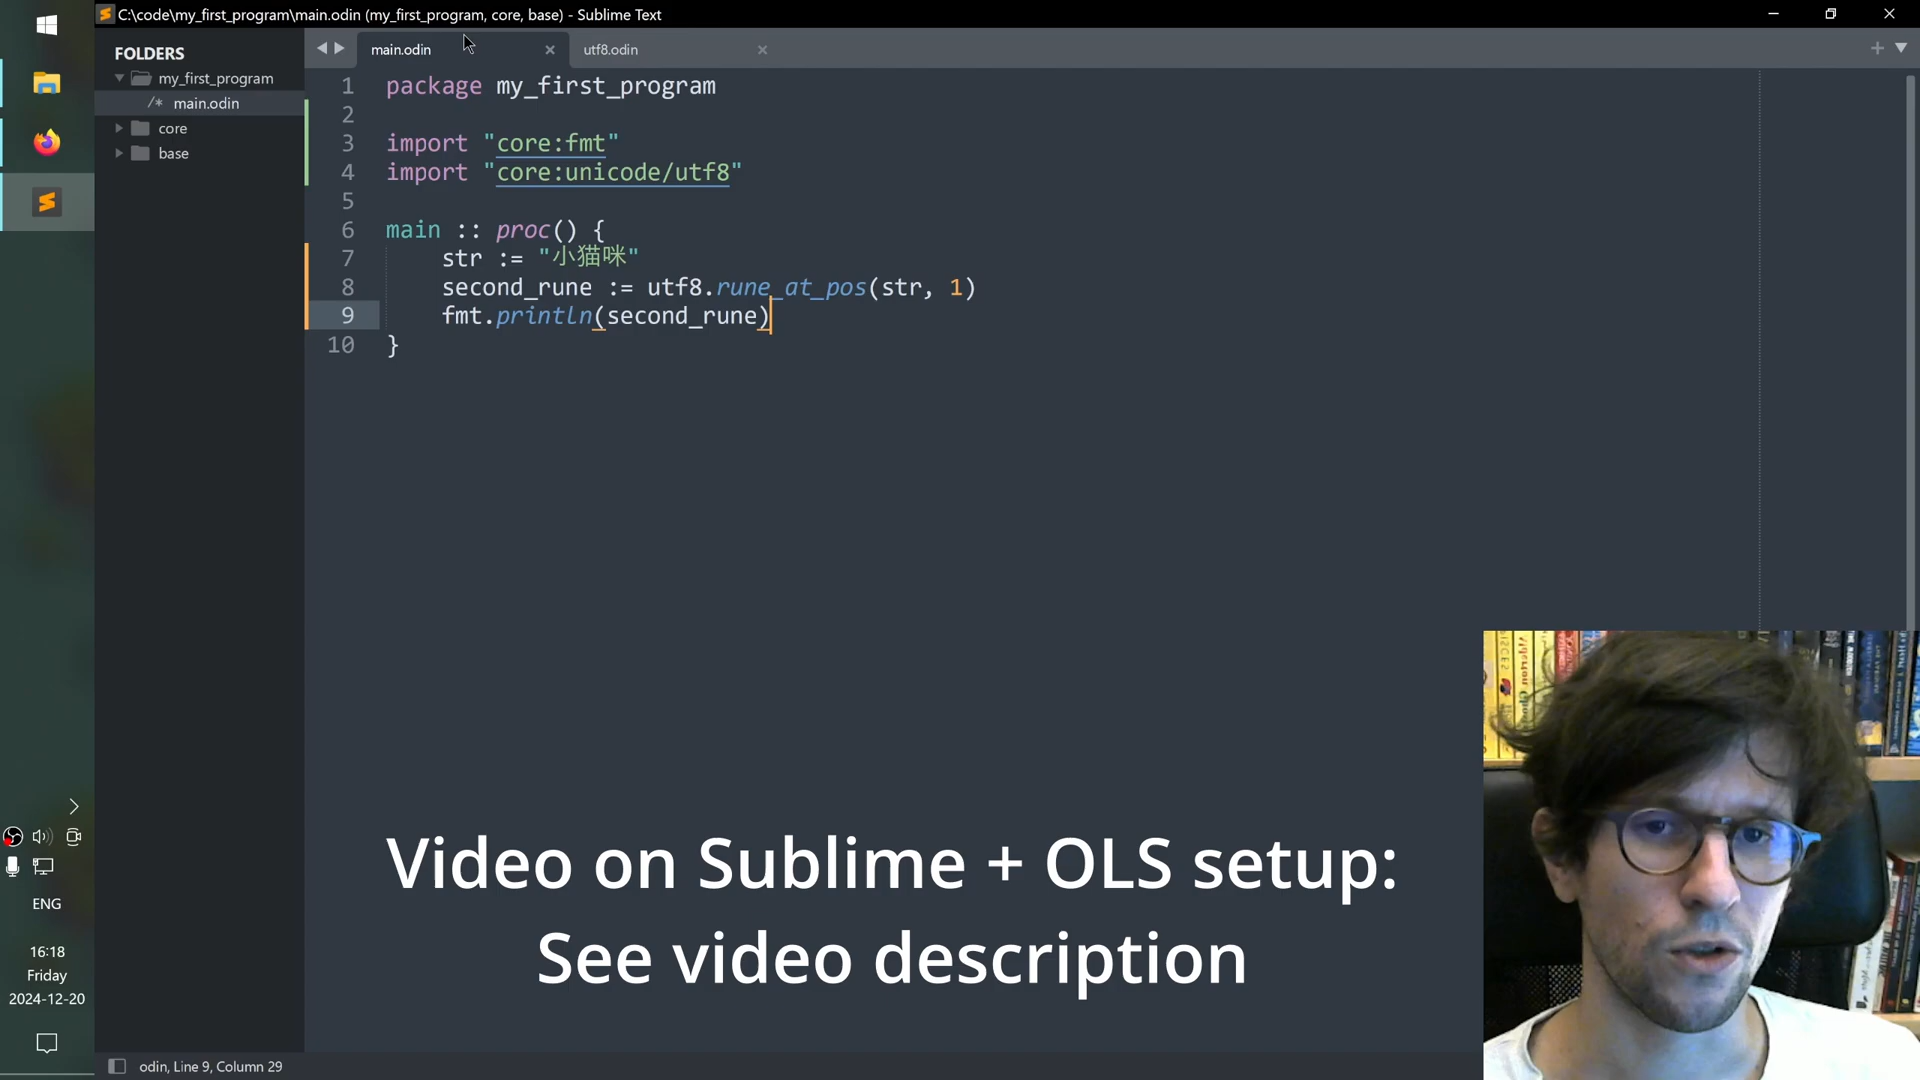 C:\code\my_first_program\main.odin (my_first_program, core, base) - Sublime Text
FOLDERS
my_first_program
/* main.odin
core
base
main.odin
utf8.odin
1 package my_first_program
2
3 import "core:fmt"
4 import "core:unicode/utf8"
5
6 main :: proc() {
7 str := "小猫咪"
8 second_rune := utf8.rune_at_pos(str, 1)
9 fmt.println(second_rune)
10 }
Video on Sublime + OLS setup:
See video description
ENG
16:18
Friday
2024-12-20
odin, Line 9, Column 29